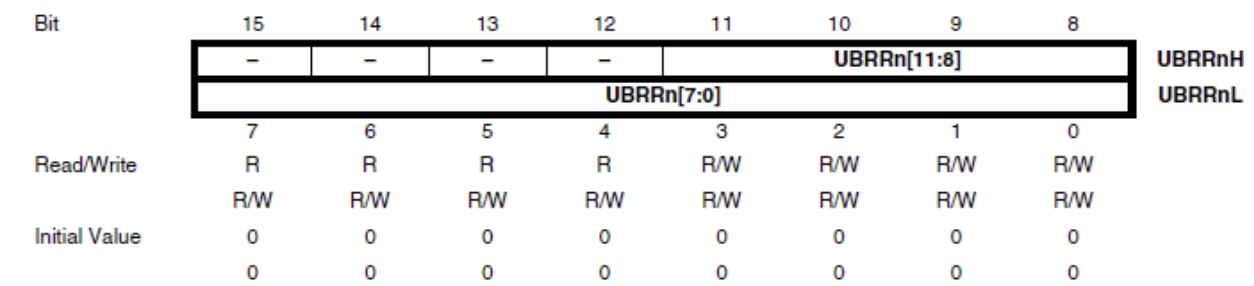 Bit 15 14 13 12 11 10 9 8
– – – – UBRRn[11:8] UBRRnH
UBRRn[7:0] UBRRnL
7 6 5 4 3 2 1 0
Read/Write R R R R R/W R/W R/W R/W
R/W R/W R/W R/W R/W R/W R/W R/W
Initial Value 0 0 0 0 0 0 0 0
0 0 0 0 0 0 0 0